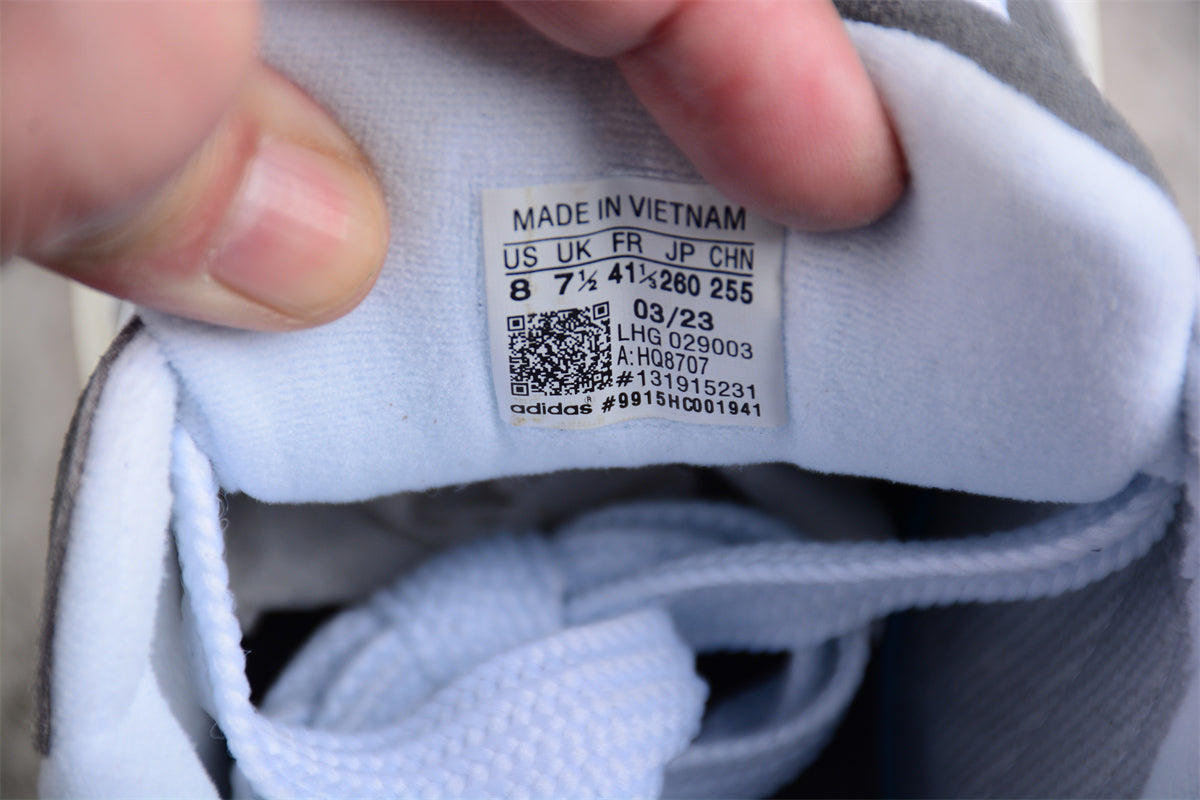 MADE IN VIETNAM
US UK FR JP CHN
8 7½ 41⅓ 260 255
03/23
LHG 029003
A: HQ8707
#131915231
adidas® #9915HC001941